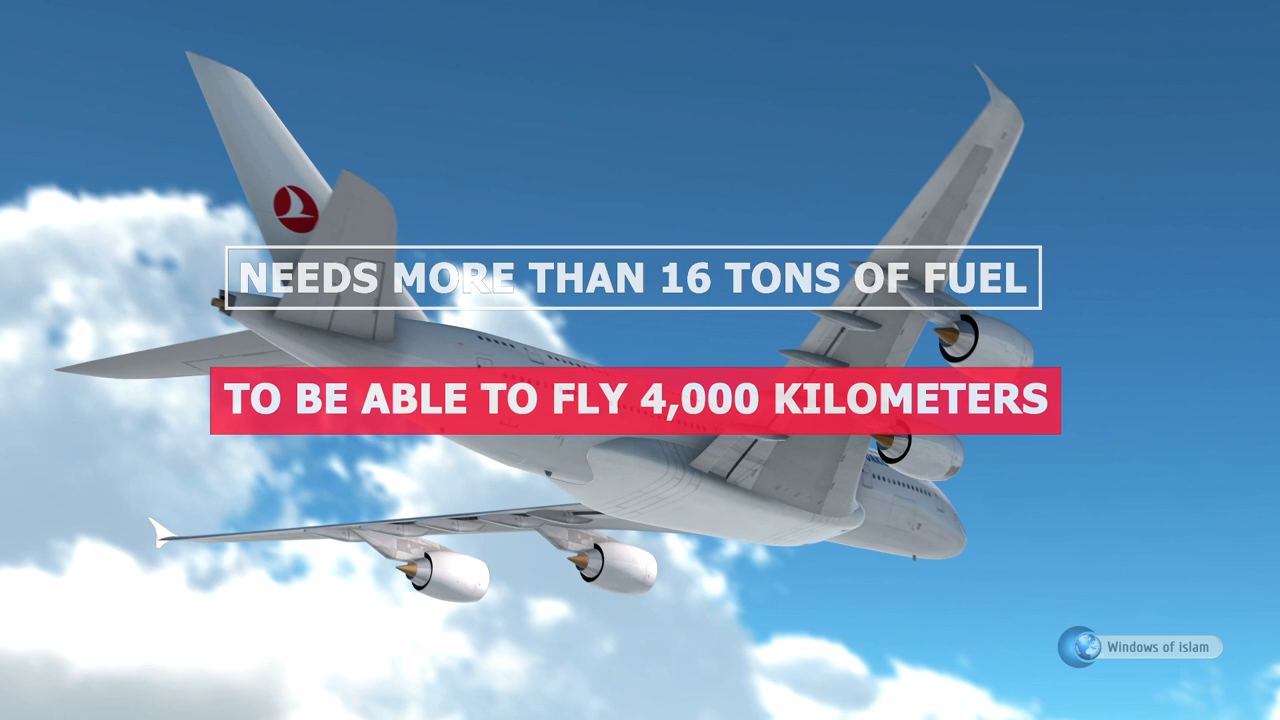 NEEDS MORE THAN 16 TONS OF FUEL
TO BE ABLE TO FLY 4,000 KILOMETERS
Windows of islam